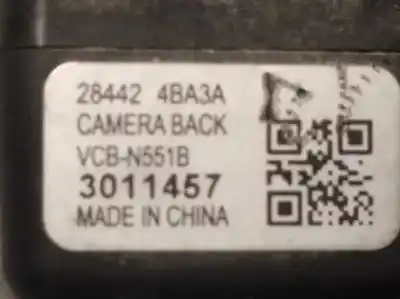 28442 4BA3A
CAMERA BACK
VCB-N551B
3011457
MADE IN CHINA